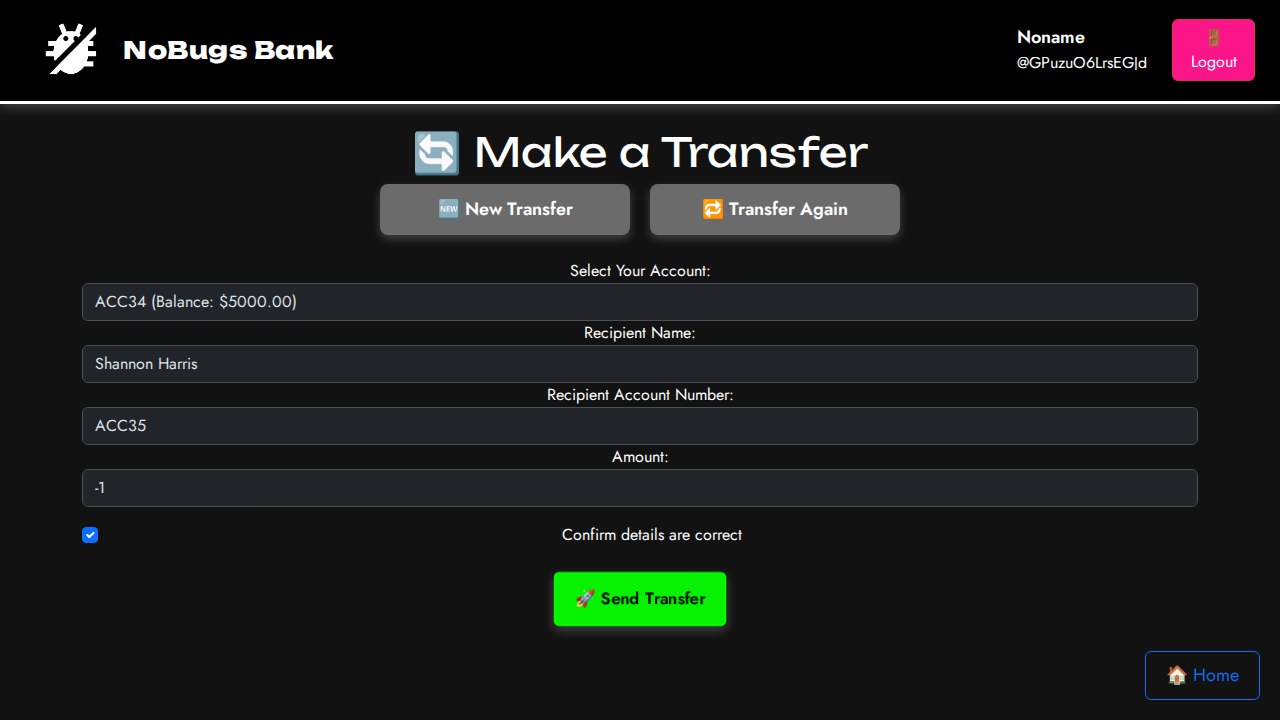 NoBugs Bank
Noname
@GPuzuO6LrsEGJd
🚪
Logout
🔄 Make a Transfer
🆕 New Transfer
🔁 Transfer Again
Select Your Account:
ACC34 (Balance: $5000.00)
Recipient Name:
Shannon Harris
Recipient Account Number:
ACC35
Amount:
-1
Confirm details are correct
🚀 Send Transfer
🏠 Home